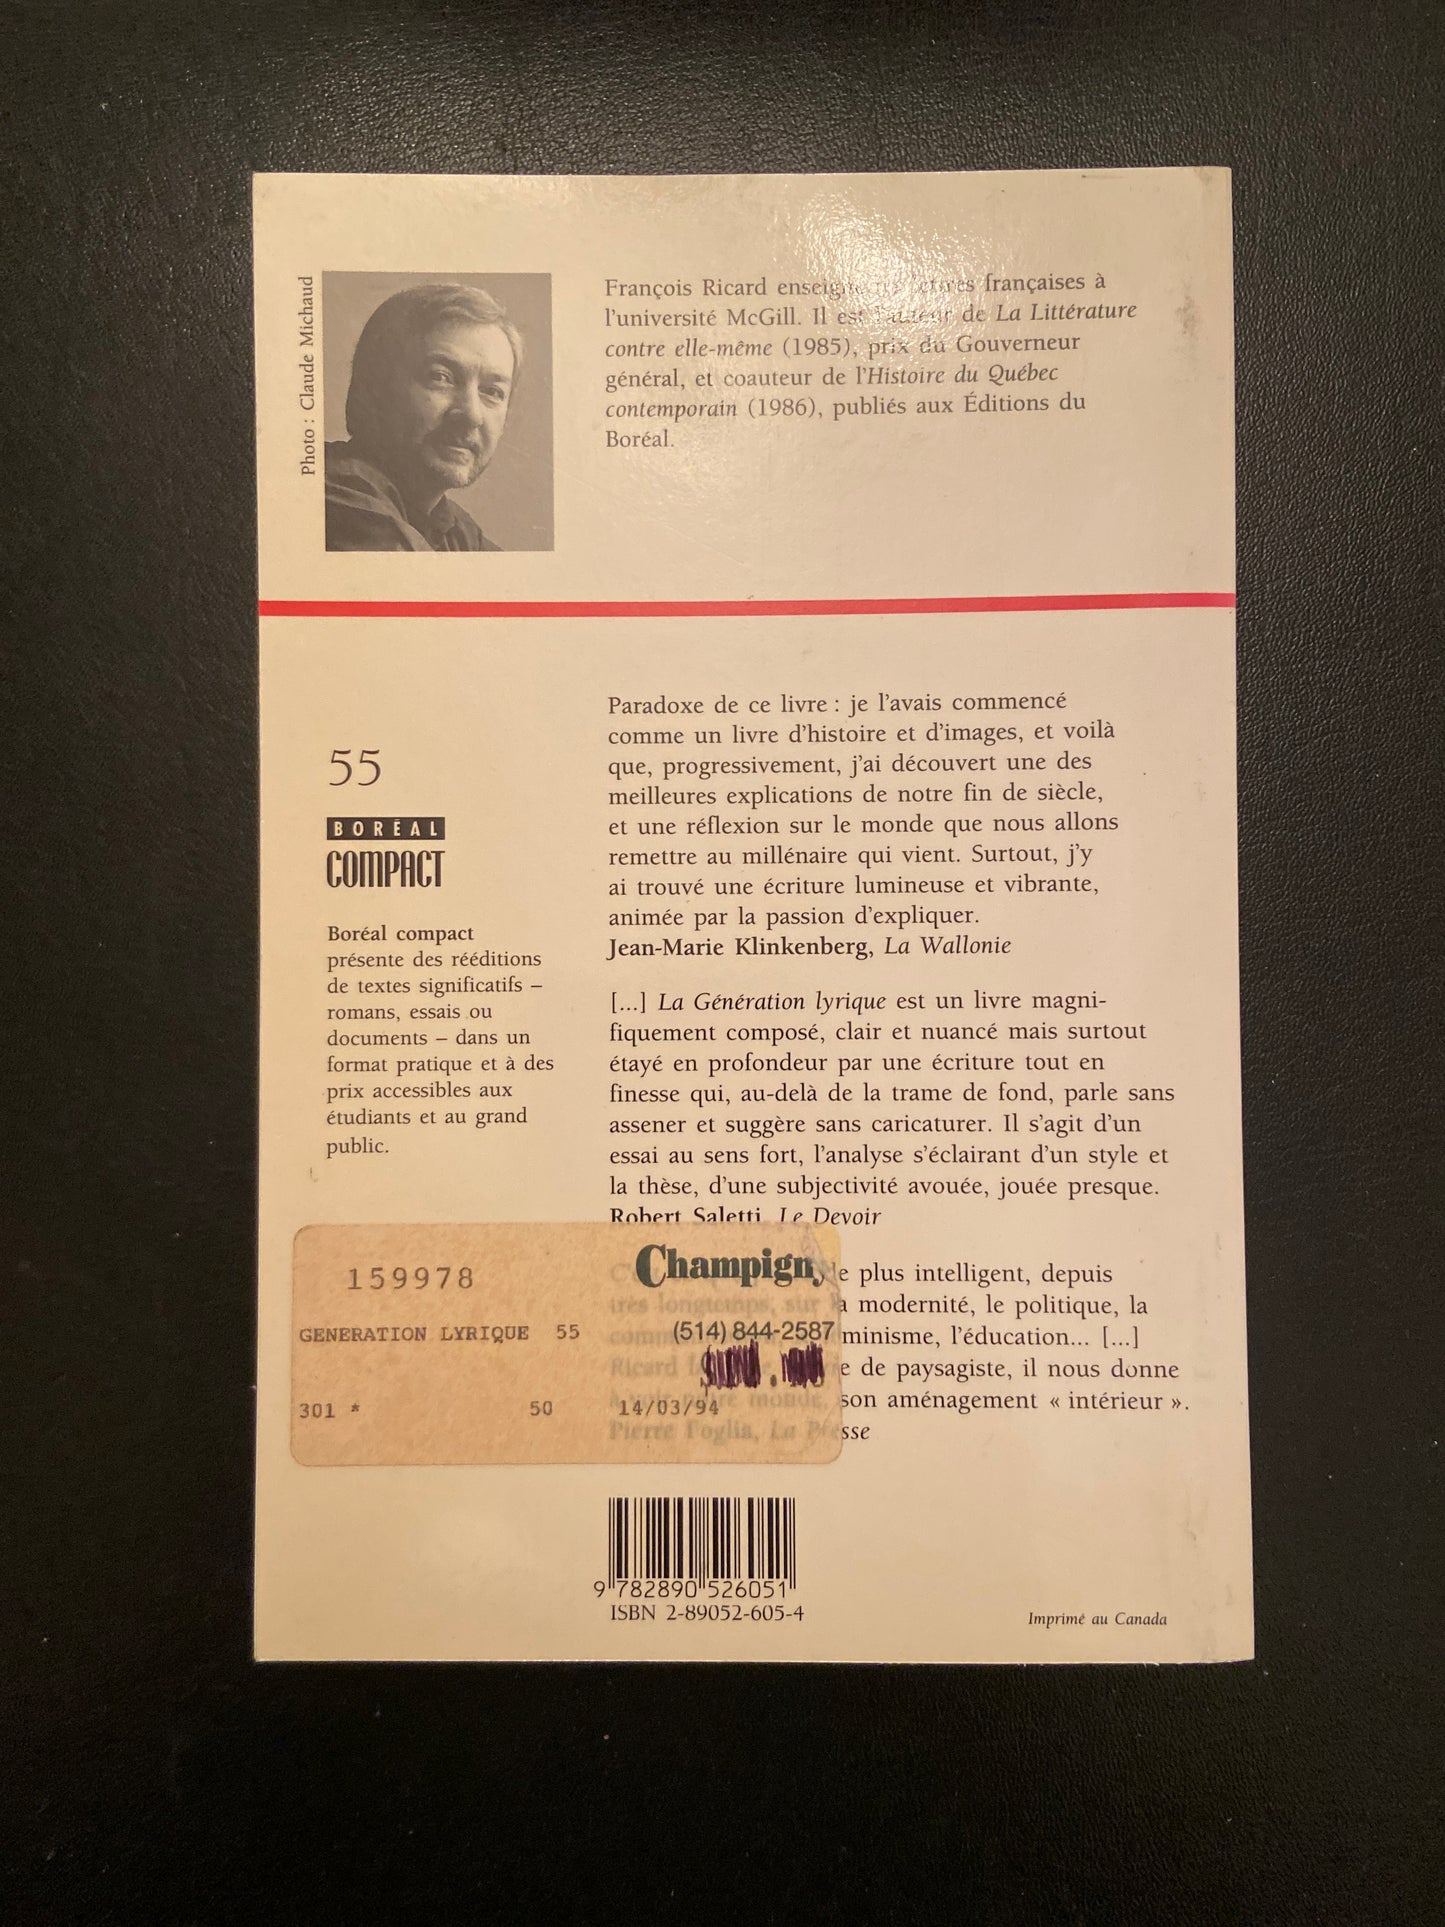 Photo : Claude Michaud
François Ricard enseigne les lettres françaises à
l'université McGill. Il est l'auteur de La Littérature
contre elle-même (1985), prix du Gouverneur
général, et coauteur de l'Histoire du Québec
contemporain (1986), publiés aux Éditions du
Boréal.
55
BORÉAL
COMPACT
Boréal compact
présente des rééditions
de textes significatifs –
romans, essais ou
documents – dans un
format pratique et à des
prix accessibles aux
étudiants et au grand
public.
Paradoxe de ce livre : je l'avais commencé
comme un livre d'histoire et d'images, et voilà
que, progressivement, j'ai découvert une des
meilleures explications de notre fin de siècle,
et une réflexion sur le monde que nous allons
remettre au millénaire qui vient. Surtout, j'y
ai trouvé une écriture lumineuse et vibrante,
animée par la passion d'expliquer.
Jean-Marie Klinkenberg, La Wallonie
[...] La Génération lyrique est un livre magni-
fiquement composé, clair et nuancé mais surtout
étayé en profondeur par une écriture tout en
finesse qui, au-delà de la trame de fond, parle sans
assener et suggère sans caricaturer. Il s'agit d'un
essai au sens fort, l'analyse s'éclairant d'un style et
la thèse, d'une subjectivité avouée, jouée presque.
Robert Saletti, Le Devoir
le plus intelligent, depuis
très longtemps, sur la modernité, le politique, la
minisme, l'éducation... [...]
Ricard de paysagiste, il nous donne
à voir notre monde, son aménagement « intérieur ».
Pierre Foglia, La Presse
Champigny
159978
(514) 844-2587
GENERATION LYRIQUE 55
301 * 50 14/03/94
9 782890 526051
ISBN 2-89052-605-4
Imprimé au Canada